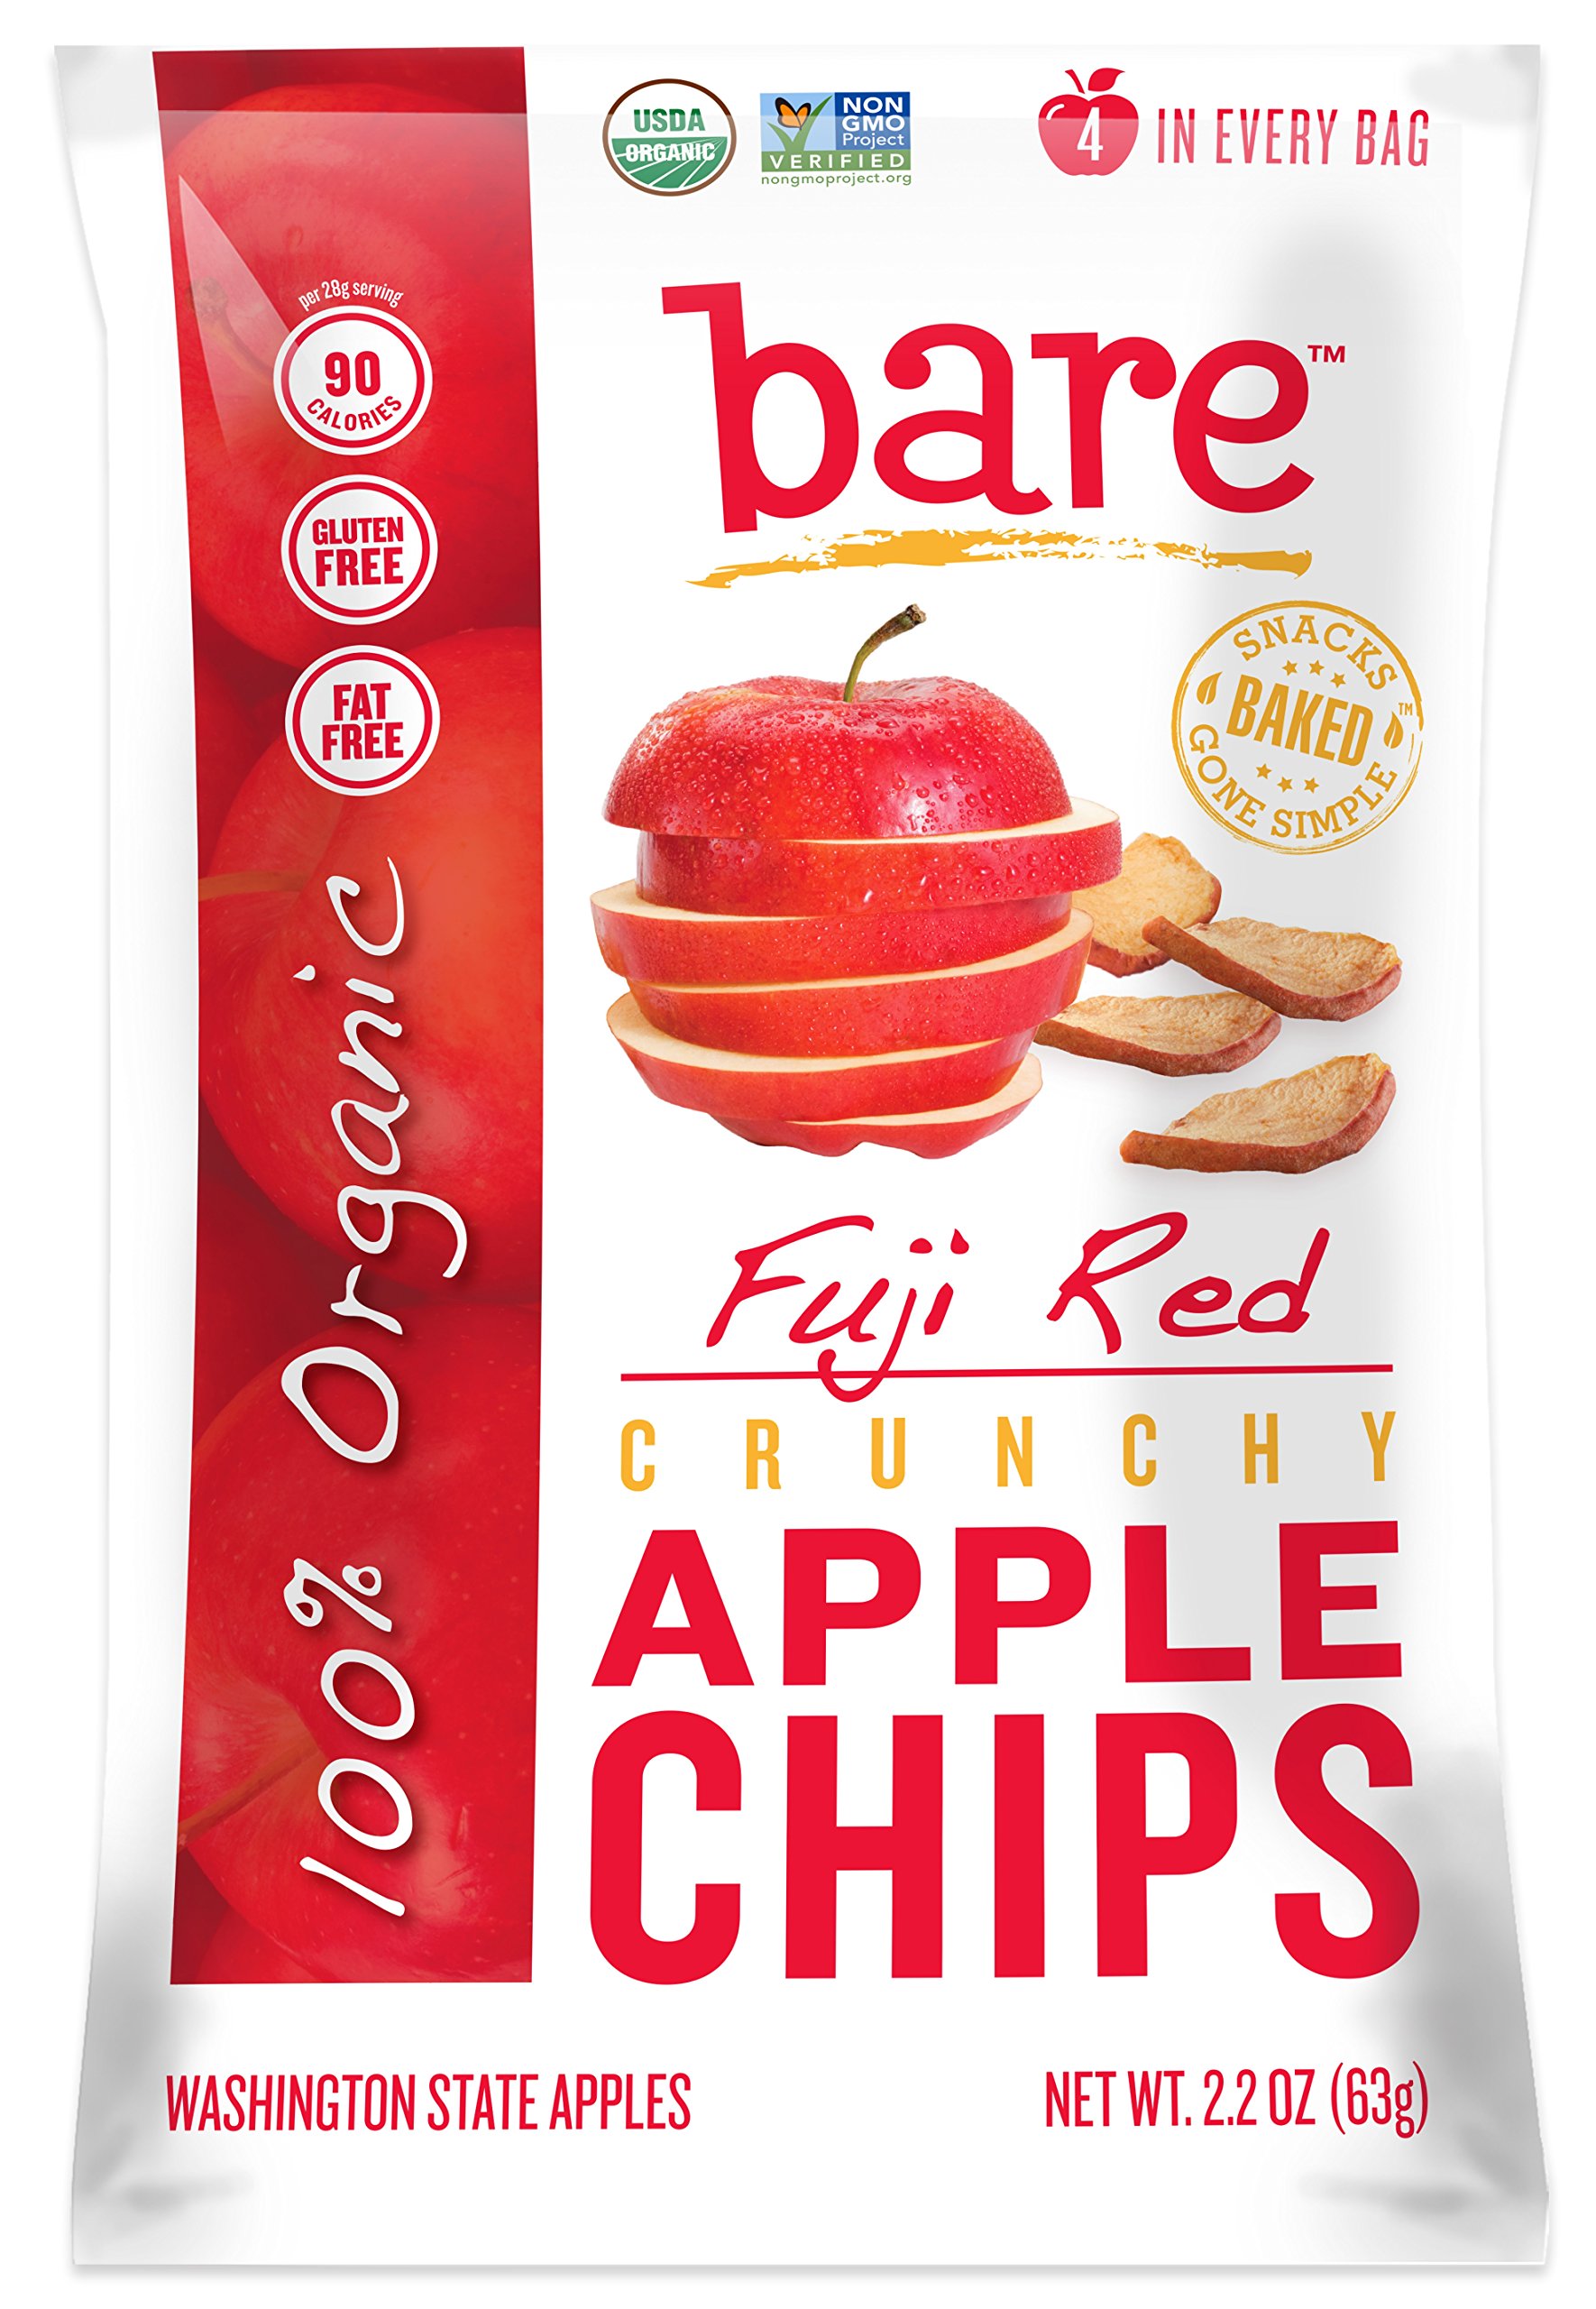 USDA
ORGANIC
NON
GMO
Project
VERIFIED
nongmoproject.org
4 IN EVERY BAG
per 28g serving
90
CALORIES
GLUTEN
FREE
FAT
FREE
100% Organic
bare™
SNACKS
BAKED™
GONE SIMPLE
Fuji Red
CRUNCHY
APPLE
CHIPS
WASHINGTON STATE APPLES
NET WT. 2.2 OZ (63g)